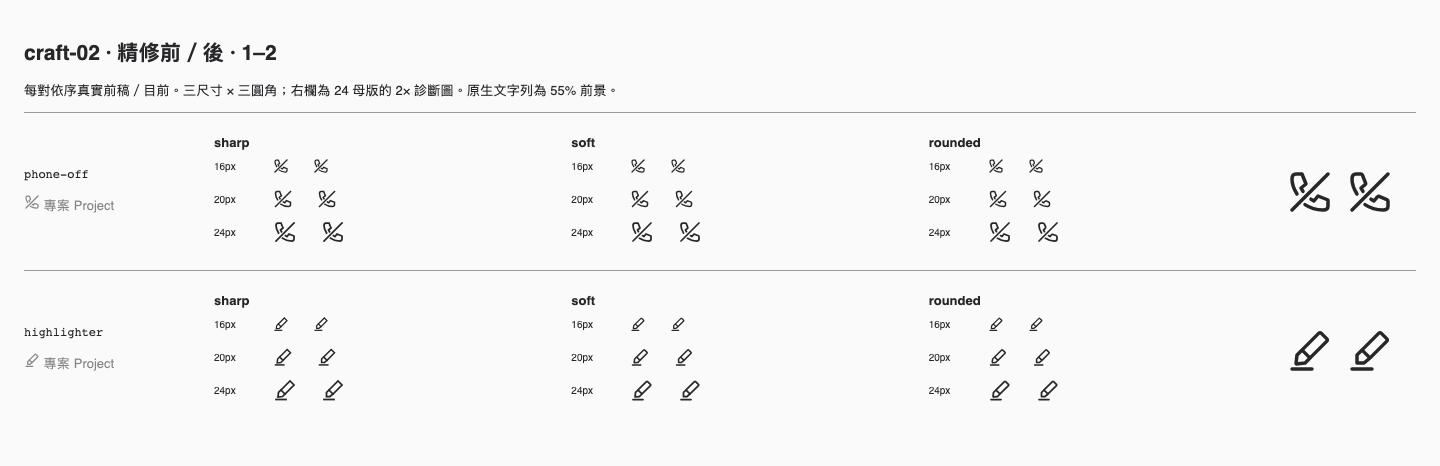 craft-02 · 精修前 / 後 · 1–2
每對依序真實前稿 / 目前。三尺寸 × 三圓角；右欄為 24 母版的 2× 診斷圖。原生文字列為 55% 前景。
phone-off
專案 Project
sharp
16px
20px
24px
soft
16px
20px
24px
rounded
16px
20px
24px
highlighter
專案 Project
sharp
16px
20px
24px
soft
16px
20px
24px
rounded
16px
20px
24px